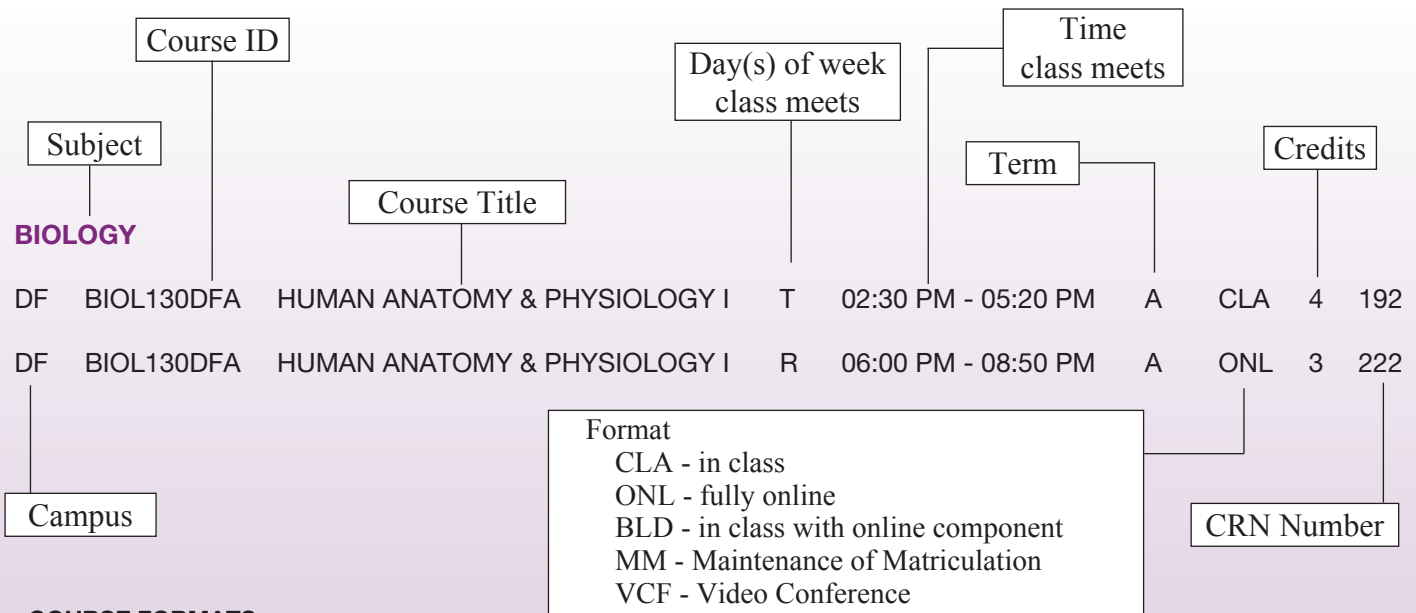 Course ID
Time
class meets
Day(s) of week
class meets
Subject
Term
Credits
Course Title
BIOLOGY
DF BIOL130DFA HUMAN ANATOMY & PHYSIOLOGY I T 02:30 PM - 05:20 PM A CLA 4 192
DF BIOL130DFA HUMAN ANATOMY & PHYSIOLOGY I R 06:00 PM - 08:50 PM A ONL 3 222
Format
CLA - in class
ONL - fully online
BLD - in class with online component
MM - Maintenance of Matriculation
VCF - Video Conference
Campus
CRN Number
COURSE FORMATS